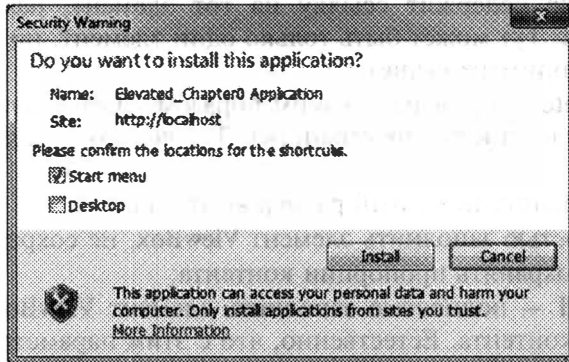 Security Warning
Do you want to install this application?
Name: Elevated_Chapter0 Application
Site: http://localhost
Please confirm the locations for the shortcuts.
Start menu
Desktop
Install Cancel
This application can access your personal data and harm your
computer. Only install applications from sites you trust.
More Information